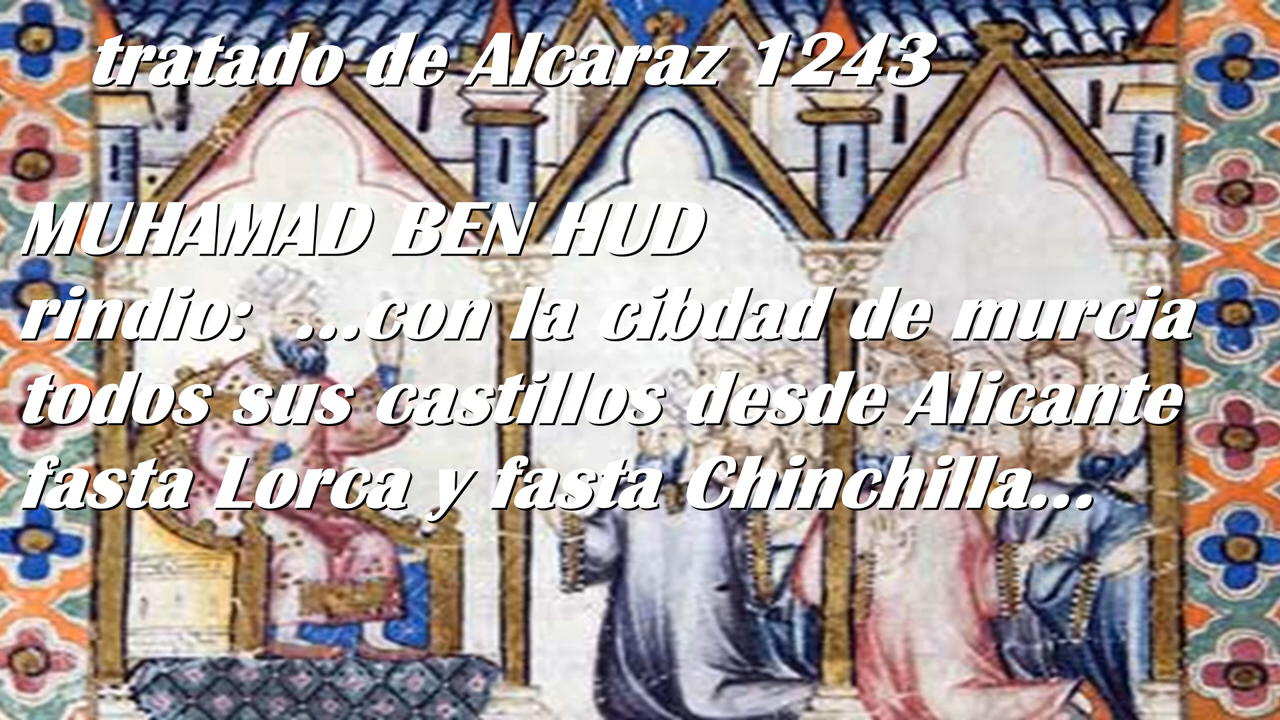 tratado de Alcaraz 1243
MUHAMAD BEN HUD
rindio: ...con la cibdad de murcia
todos sus castillos desde Alicante
fasta Lorca y fasta Chinchilla...